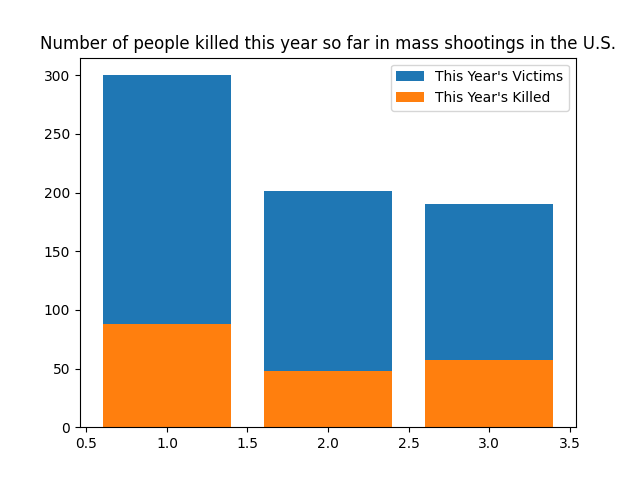 Number of people killed this year so far in mass shootings in the U.S.
This Year's Victims
This Year's Killed
300
250
200
150
100
50
0
0.5 1.0 1.5 2.0 2.5 3.0 3.5